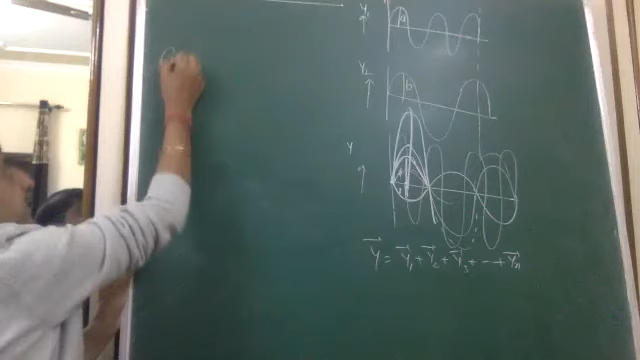 Y₁
a
Y₂
b
Y
Y = Y₁ + Y₂ + Y₃ + -- + Yₙ